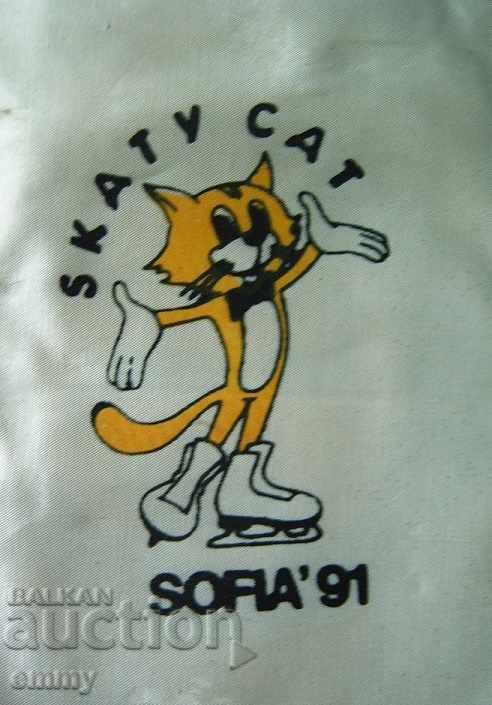 SKATY CAT
SOFIA'91
BALKAN
auction
emmy